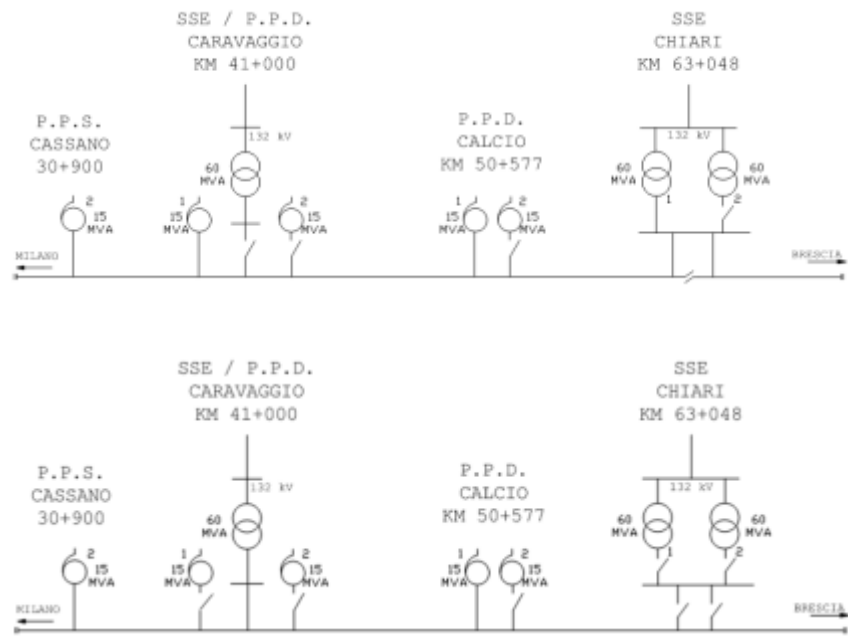 SSE / P.P.D.
CARAVAGGIO
KM 41+000
SSE
CHIARI
KM 63+048
P.P.S.
CASSANO
30+900
132 kV
60
MVA
P.P.D.
CALCIO
KM 50+577
132 kV
60
MVA
1
60
MVA
2
2
15
MVA
1
15
MVA
2
15
MVA
1
15
MVA
2
15
MVA
MILANO
BRESCIA
SSE / P.P.D.
CARAVAGGIO
KM 41+000
SSE
CHIARI
KM 63+048
P.P.S.
CASSANO
30+900
132 kV
60
MVA
P.P.D.
CALCIO
KM 50+577
132 kV
60
MVA
1
60
MVA
2
2
15
MVA
1
15
MVA
2
15
MVA
1
15
MVA
2
15
MVA
MILANO
BRESCIA